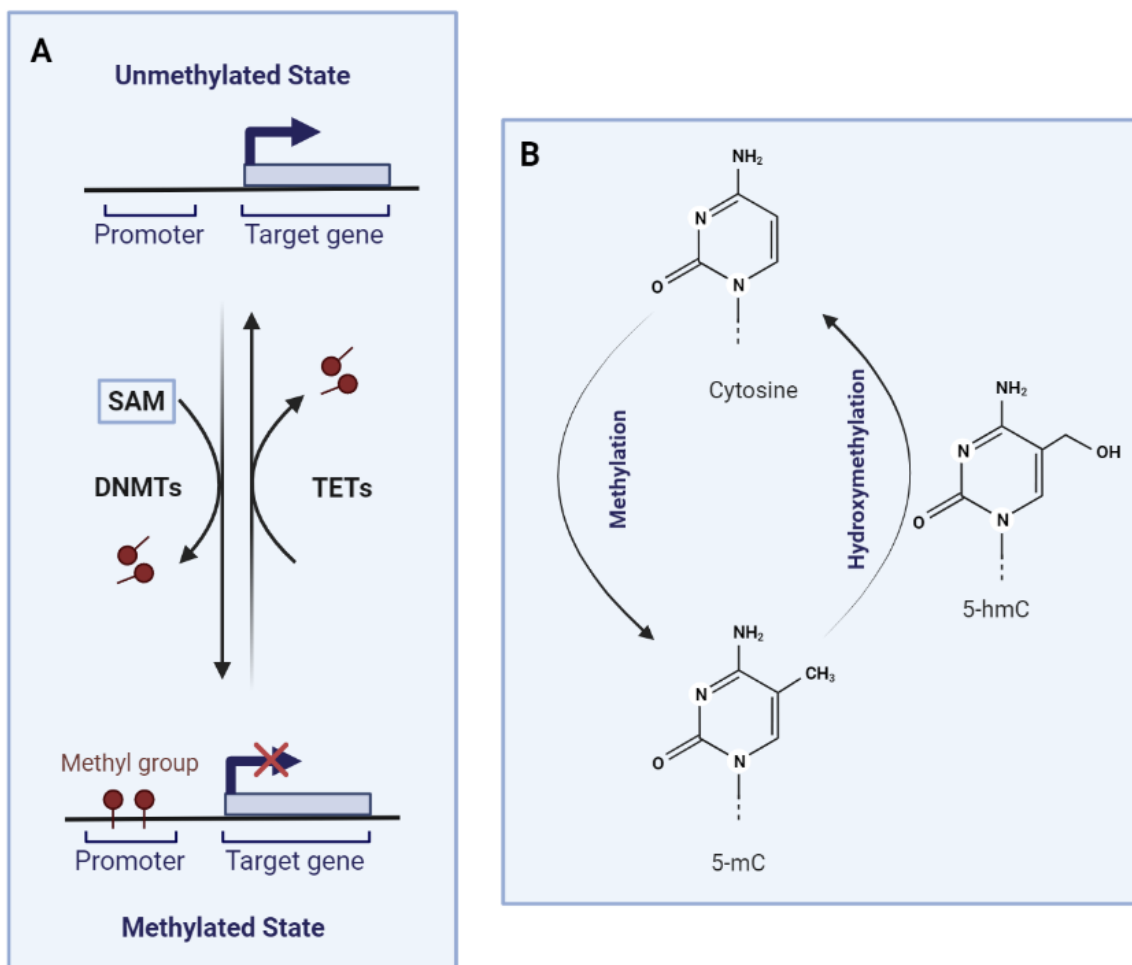 A
Unmethylated State
Promoter
Target gene
SAM
DNMTs
TETs
Methyl group
Promoter
Target gene
Methylated State
B
NH₂
N
O
N
Cytosine
Methylation
Hydroxymethylation
NH₂
N
OH
O
N
5-hmC
NH₂
CH₃
N
O
N
5-mC